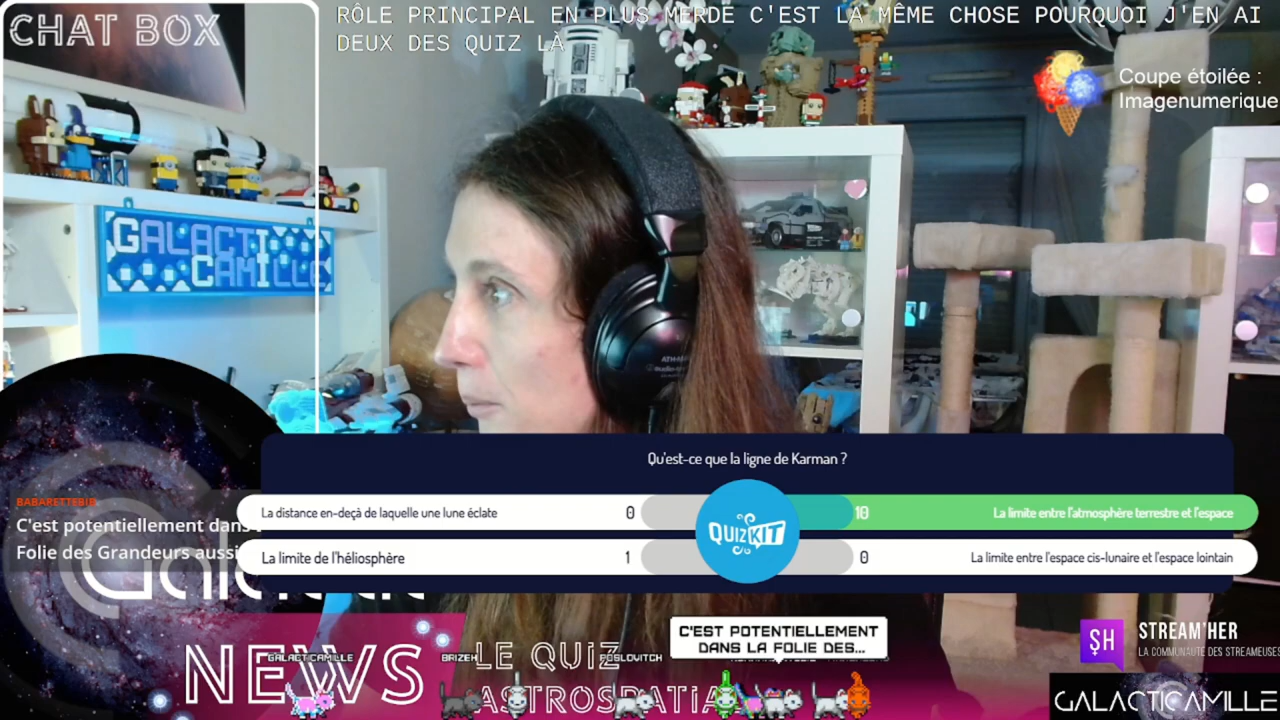 CHAT BOX
RÔLE PRINCIPAL EN PLUS MERDE C'EST LA MÊME CHOSE POURQUOI J'EN AI
DEUX DES QUIZ LÀ
Coupe étoilée :
Imagenumerique
GALACTI
CAMILLE
ATH-M
Qu'est-ce que la ligne de Karman ?
La distance en-deçà de laquelle une lune éclate 0
10 La limite entre l'atmosphère terrestre et l'espace
QUIZKIT
La limite de l'héliosphère 1
0 La limite entre l'espace cis-lunaire et l'espace lointain
BABARETTEBIB
C'est potentiellement dans
Folie des Grandeurs aussi
NEWS
LE QUIZ
ASTROSPATIA
C'EST POTENTIELLEMENT
DANS LA FOLIE DES...
GALACTICAMILLE
BRIZEH
POGLOVITCH
SH
STREAM'HER
LA COMMUNAUTÉ DES STREAMEUSES
GALACTICAMILLE